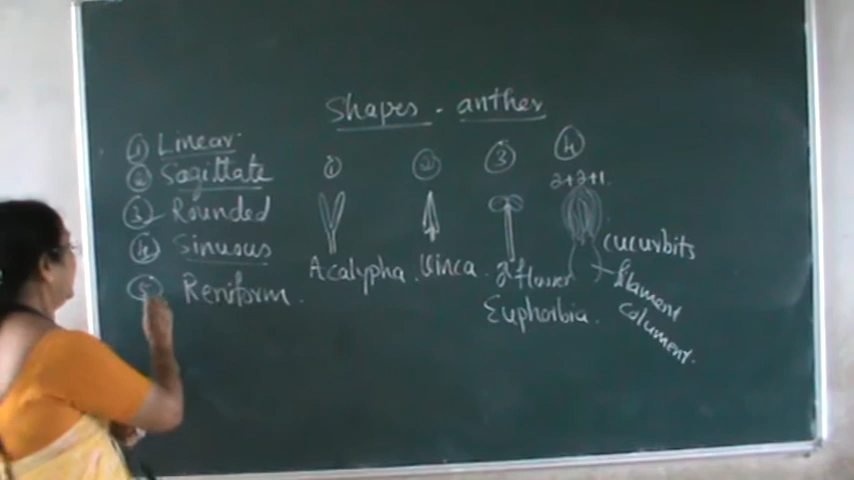 Shapes - anther
① Linear
② Sagittate
③ Rounded
④ Sinuous
⑤ Reniform.
① ② ③ ④
2+2+1.
Acalypha. Vinca. ♂ flower
Euphorbia.
cucurbits
filament
column